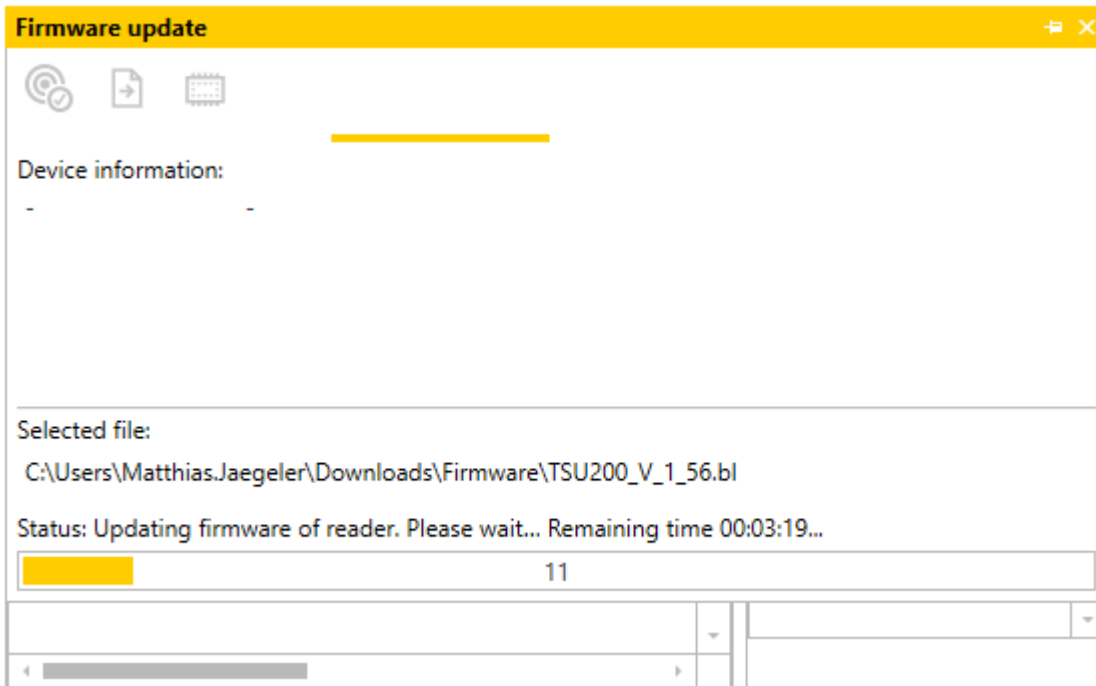 Firmware update
Device information:
- -
Selected file:
C:\Users\Matthias.Jaegeler\Downloads\Firmware\TSU200_V_1_56.bl
Status: Updating firmware of reader. Please wait... Remaining time 00:03:19...
11